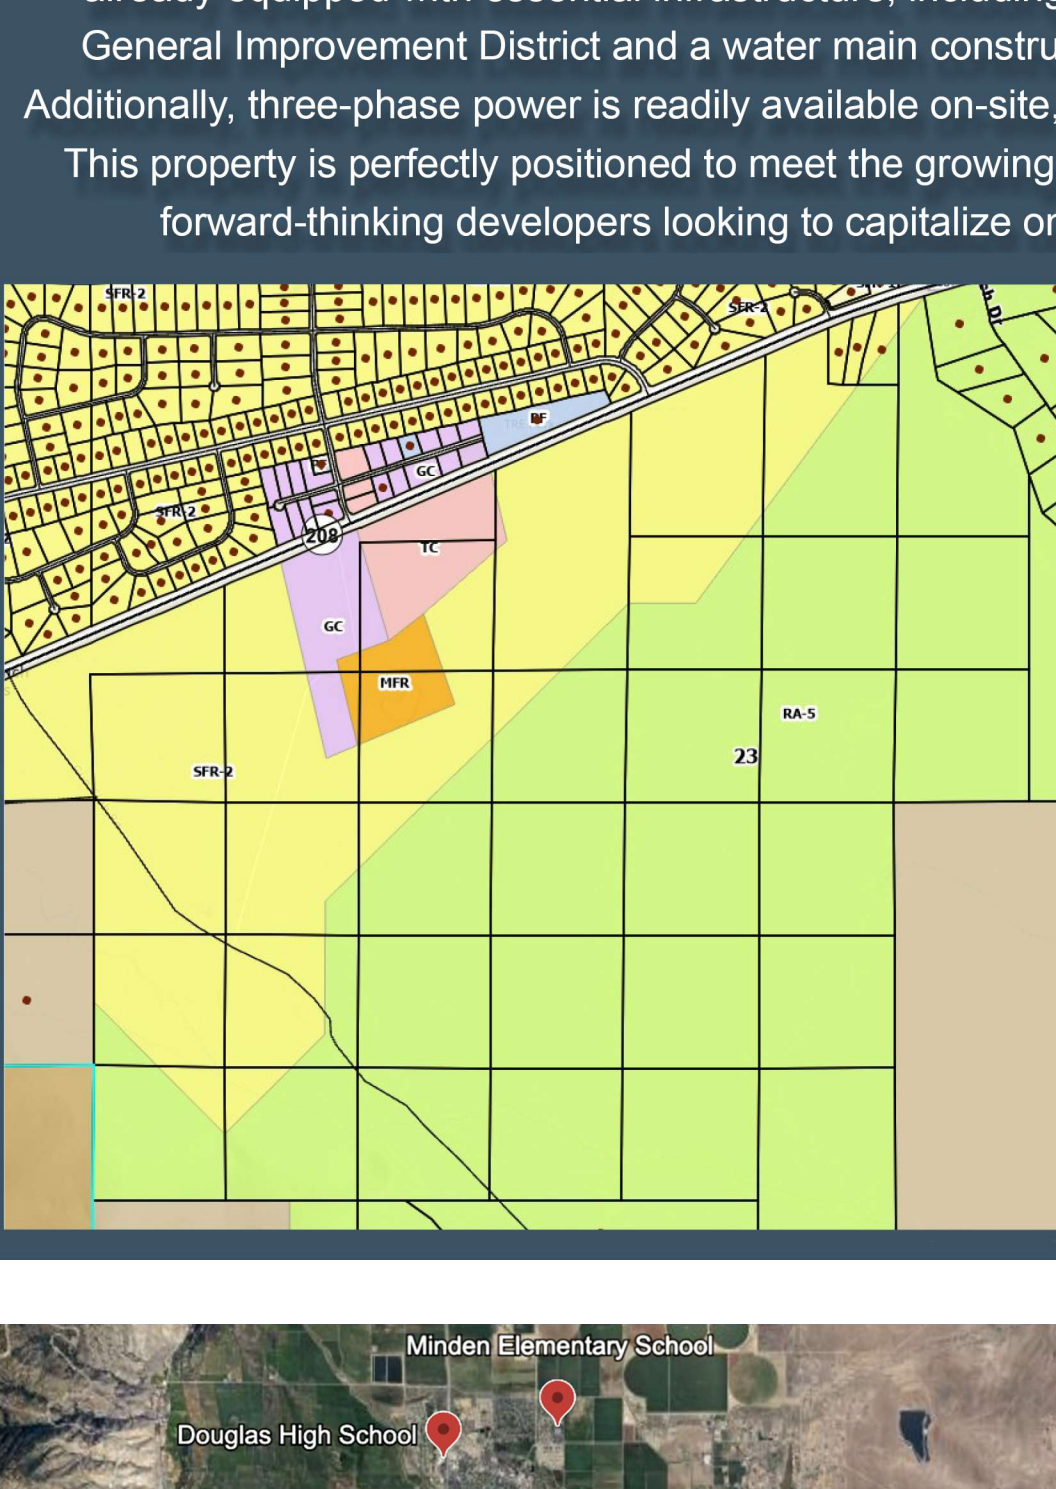 General Improvement District and a water main constru
Additionally, three-phase power is readily available on-site,
This property is perfectly positioned to meet the growing
forward-thinking developers looking to capitalize or
SFR-2
SFR-2
PF
GC
SFR-2
208
TC
GC
MFR
RA-5
23
SFR-2
Minden Elementary School
Douglas High School